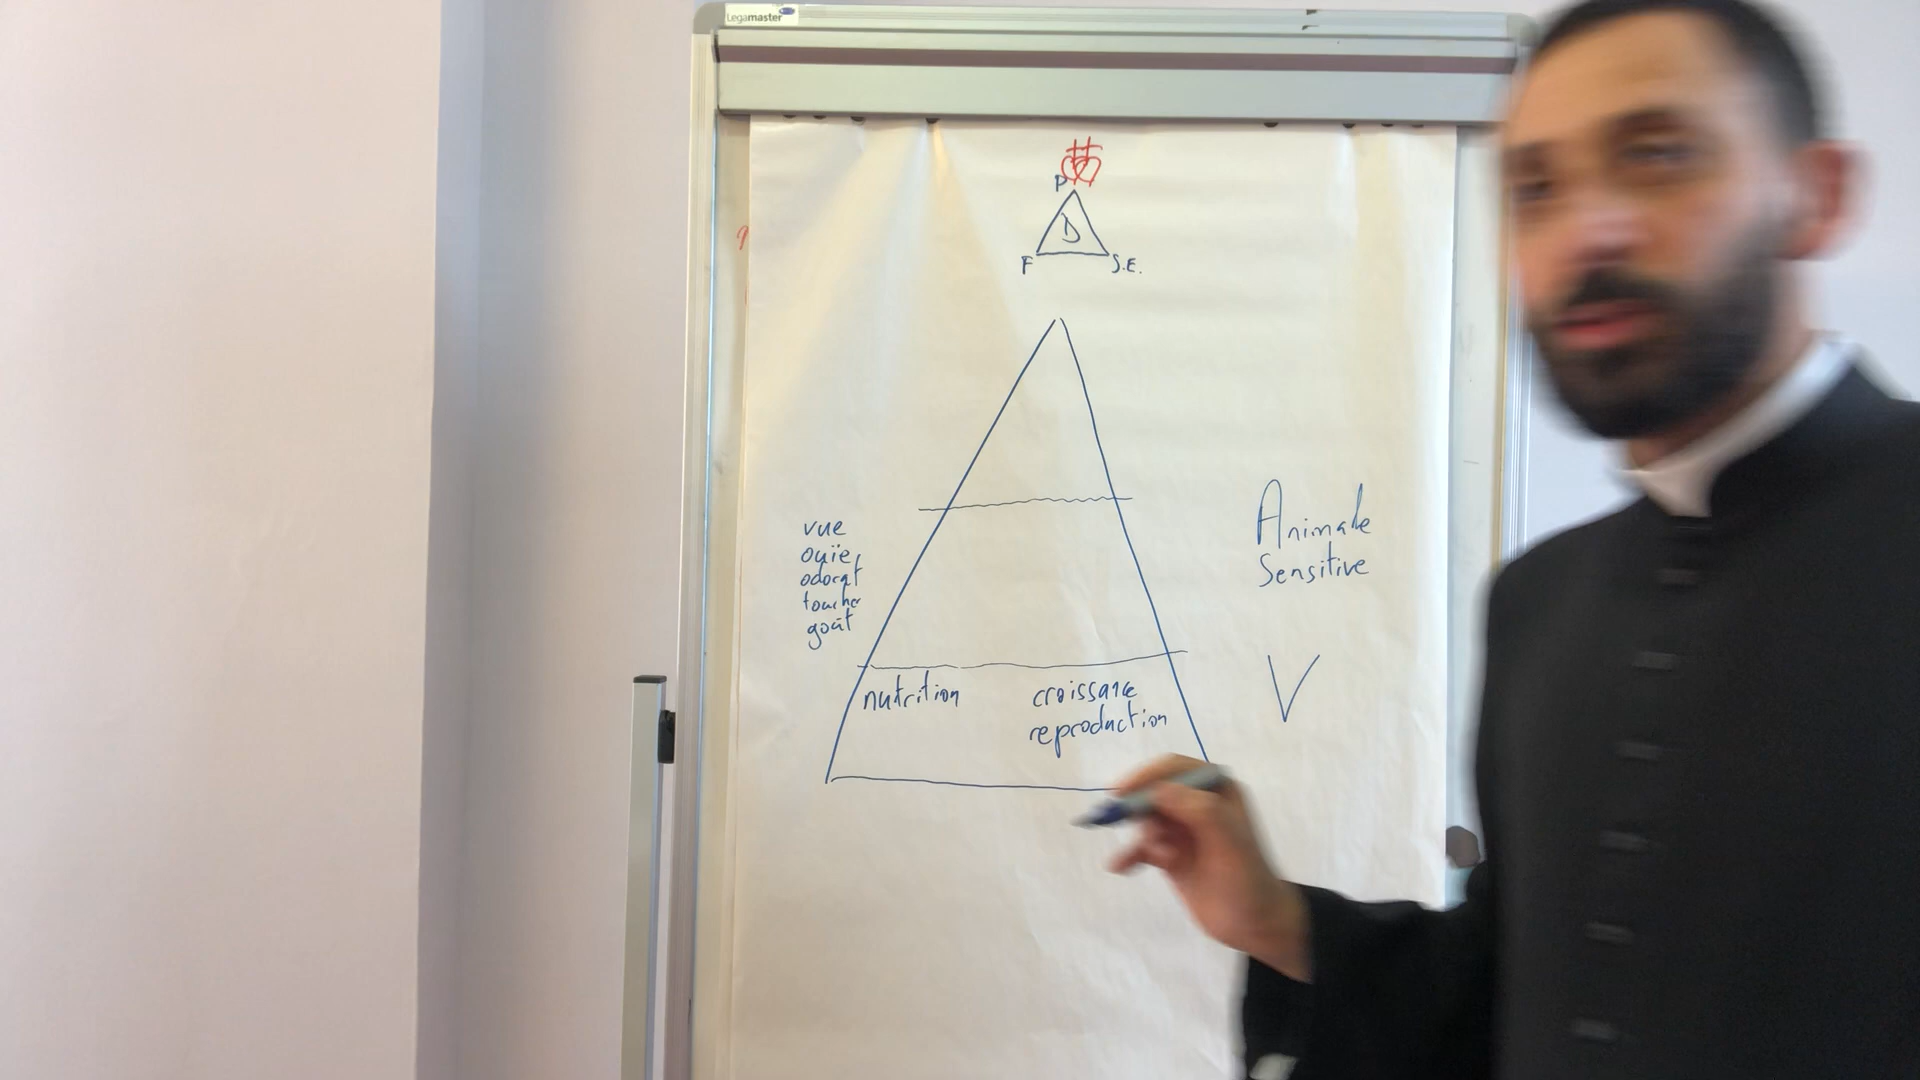 Legamaster
P
D
F S.E.
vue
ouïe
odorat
toucher
goût
Animale
Sensitive
nutrition
croissance
reproduction
V